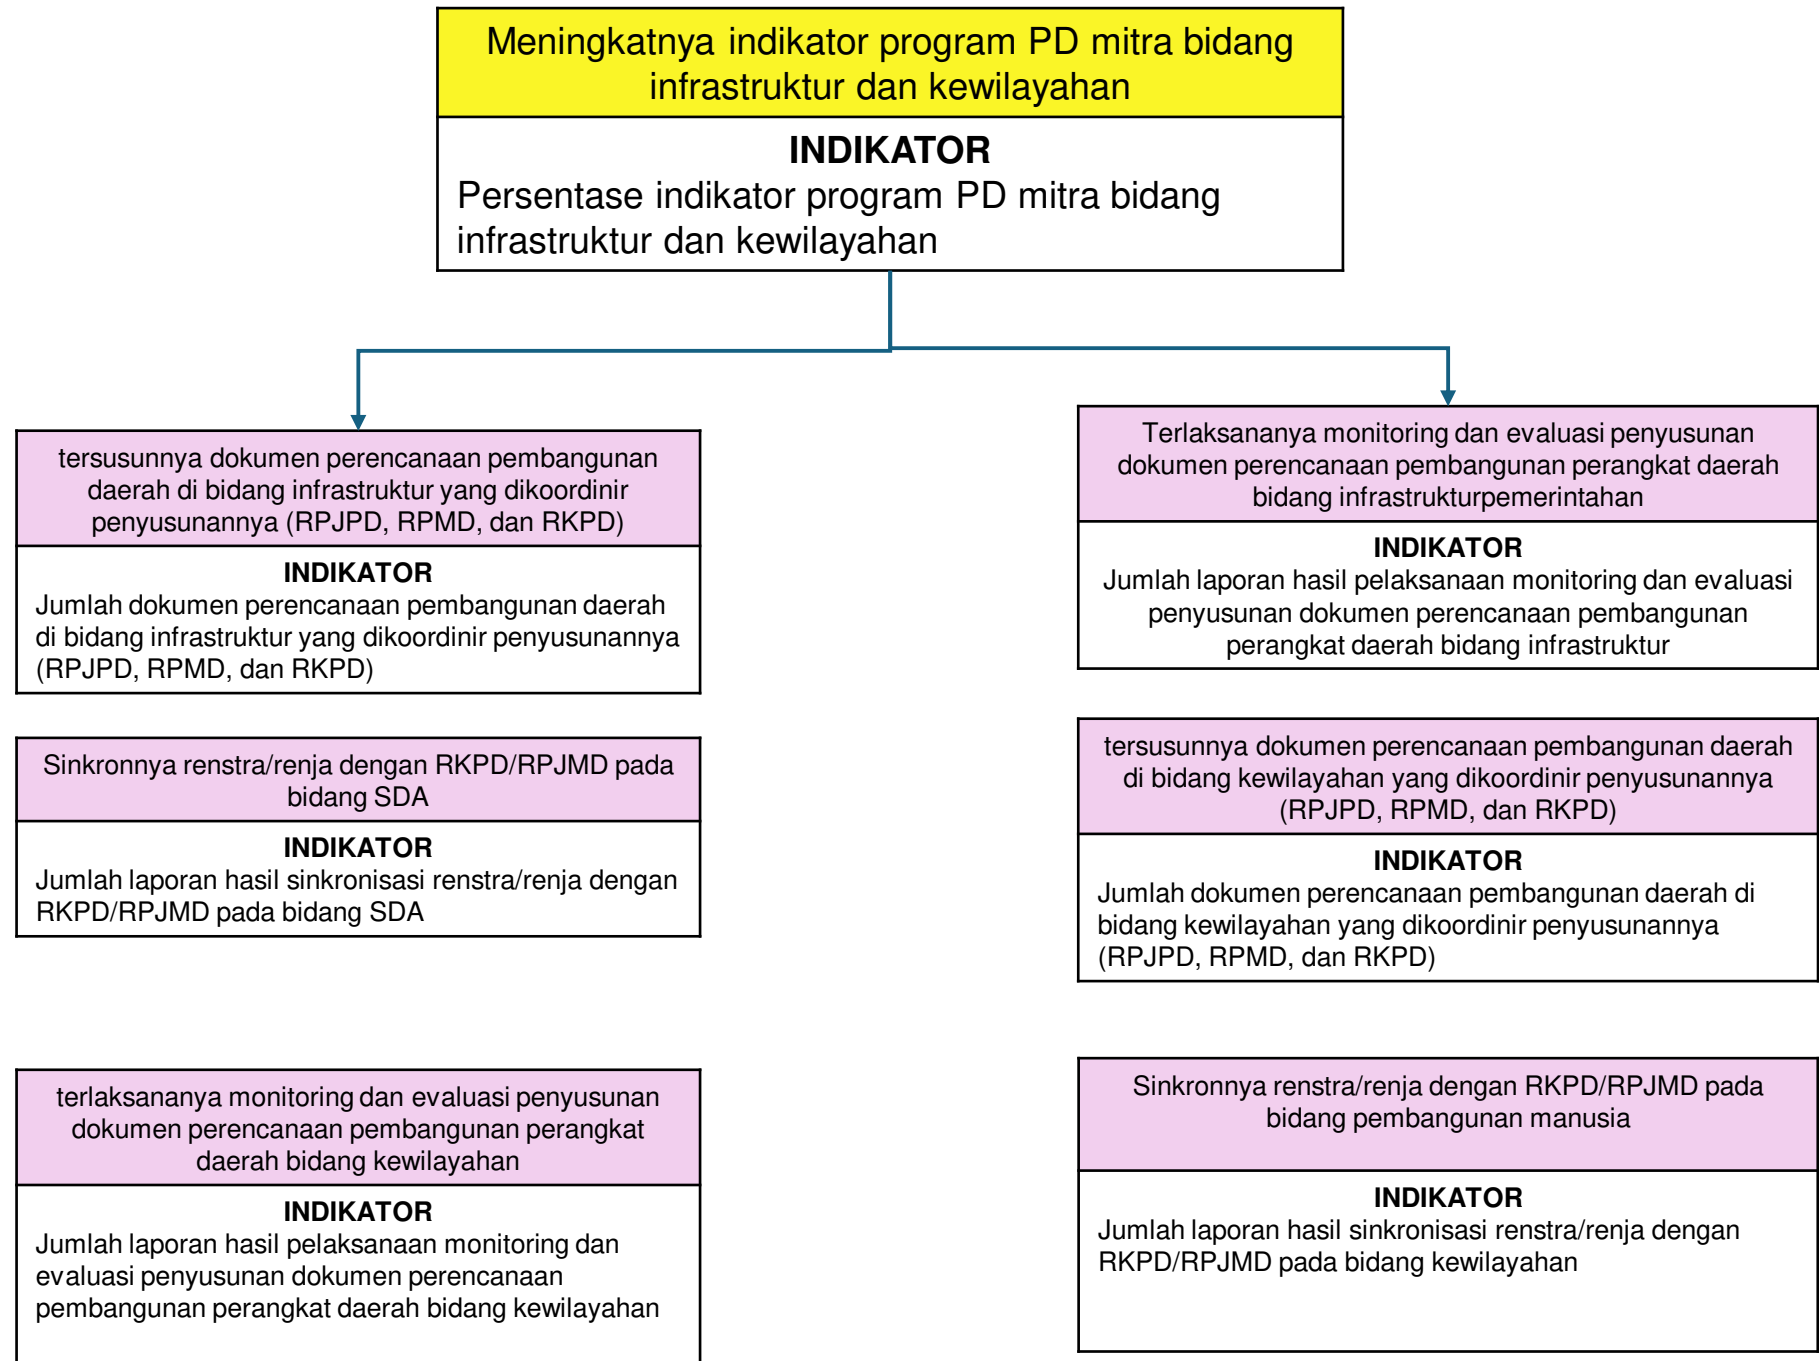 Meningkatnya indikator program PD mitra bidang
infrastruktur dan kewilayahan
INDIKATOR
Persentase indikator program PD mitra bidang
infrastruktur dan kewilayahan
tersusunnya dokumen perencanaan pembangunan
daerah di bidang infrastruktur yang dikoordinir
penyusunannya (RPJPD, RPMD, dan RKPD)
INDIKATOR
Jumlah dokumen perencanaan pembangunan daerah
di bidang infrastruktur yang dikoordinir penyusunannya
(RPJPD, RPMD, dan RKPD)
Terlaksananya monitoring dan evaluasi penyusunan
dokumen perencanaan pembangunan perangkat daerah
bidang infrastrukturpemerintahan
INDIKATOR
Jumlah laporan hasil pelaksanaan monitoring dan evaluasi
penyusunan dokumen perencanaan pembangunan
perangkat daerah bidang infrastruktur
Sinkronnya renstra/renja dengan RKPD/RPJMD pada
bidang SDA
INDIKATOR
Jumlah laporan hasil sinkronisasi renstra/renja dengan
RKPD/RPJMD pada bidang SDA
tersusunnya dokumen perencanaan pembangunan daerah
di bidang kewilayahan yang dikoordinir penyusunannya
(RPJPD, RPMD, dan RKPD)
INDIKATOR
Jumlah dokumen perencanaan pembangunan daerah di
bidang kewilayahan yang dikoordinir penyusunannya
(RPJPD, RPMD, dan RKPD)
terlaksananya monitoring dan evaluasi penyusunan
dokumen perencanaan pembangunan perangkat
daerah bidang kewilayahan
INDIKATOR
Jumlah laporan hasil pelaksanaan monitoring dan
evaluasi penyusunan dokumen perencanaan
pembangunan perangkat daerah bidang kewilayahan
Sinkronnya renstra/renja dengan RKPD/RPJMD pada
bidang pembangunan manusia
INDIKATOR
Jumlah laporan hasil sinkronisasi renstra/renja dengan
RKPD/RPJMD pada bidang kewilayahan